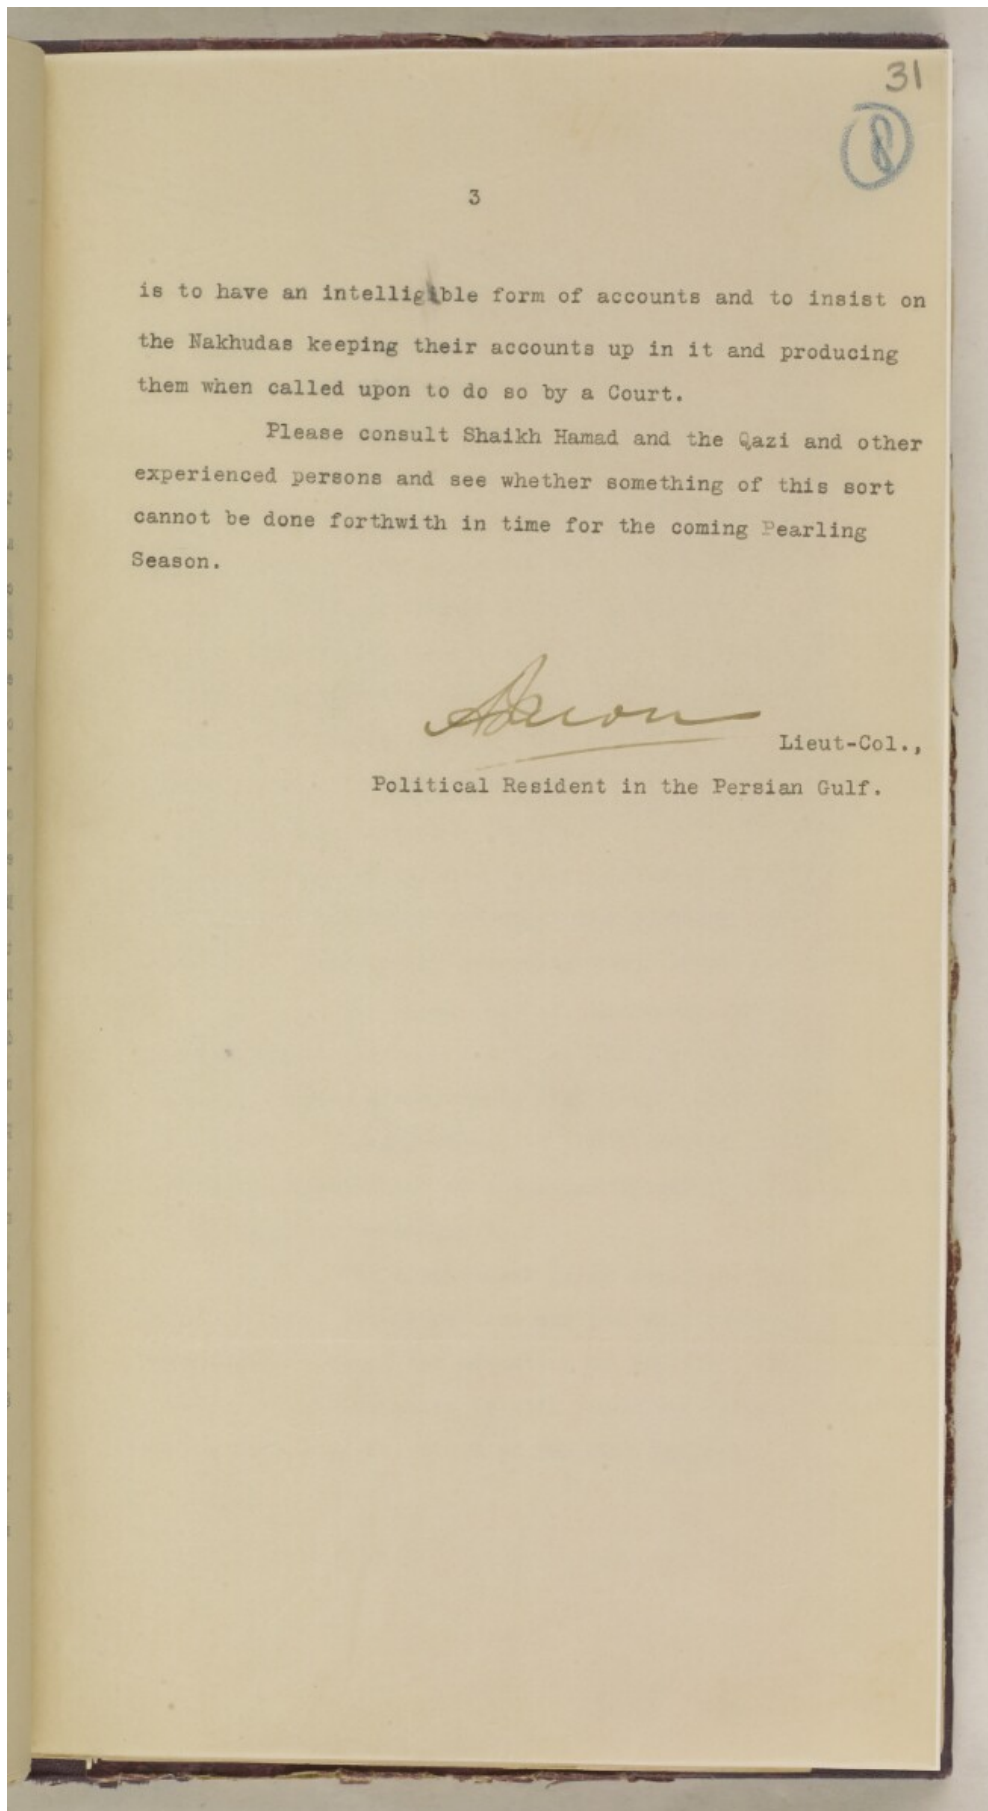 31
8
3
is to have an intelligible form of accounts and to insist on
the Nakhudas keeping their accounts up in it and producing
them when called upon to do so by a Court.
Please consult Shaikh Hamad and the Qazi and other
experienced persons and see whether something of this sort
cannot be done forthwith in time for the coming Pearling
Season.
Lieut-Col.,
Political Resident in the Persian Gulf.